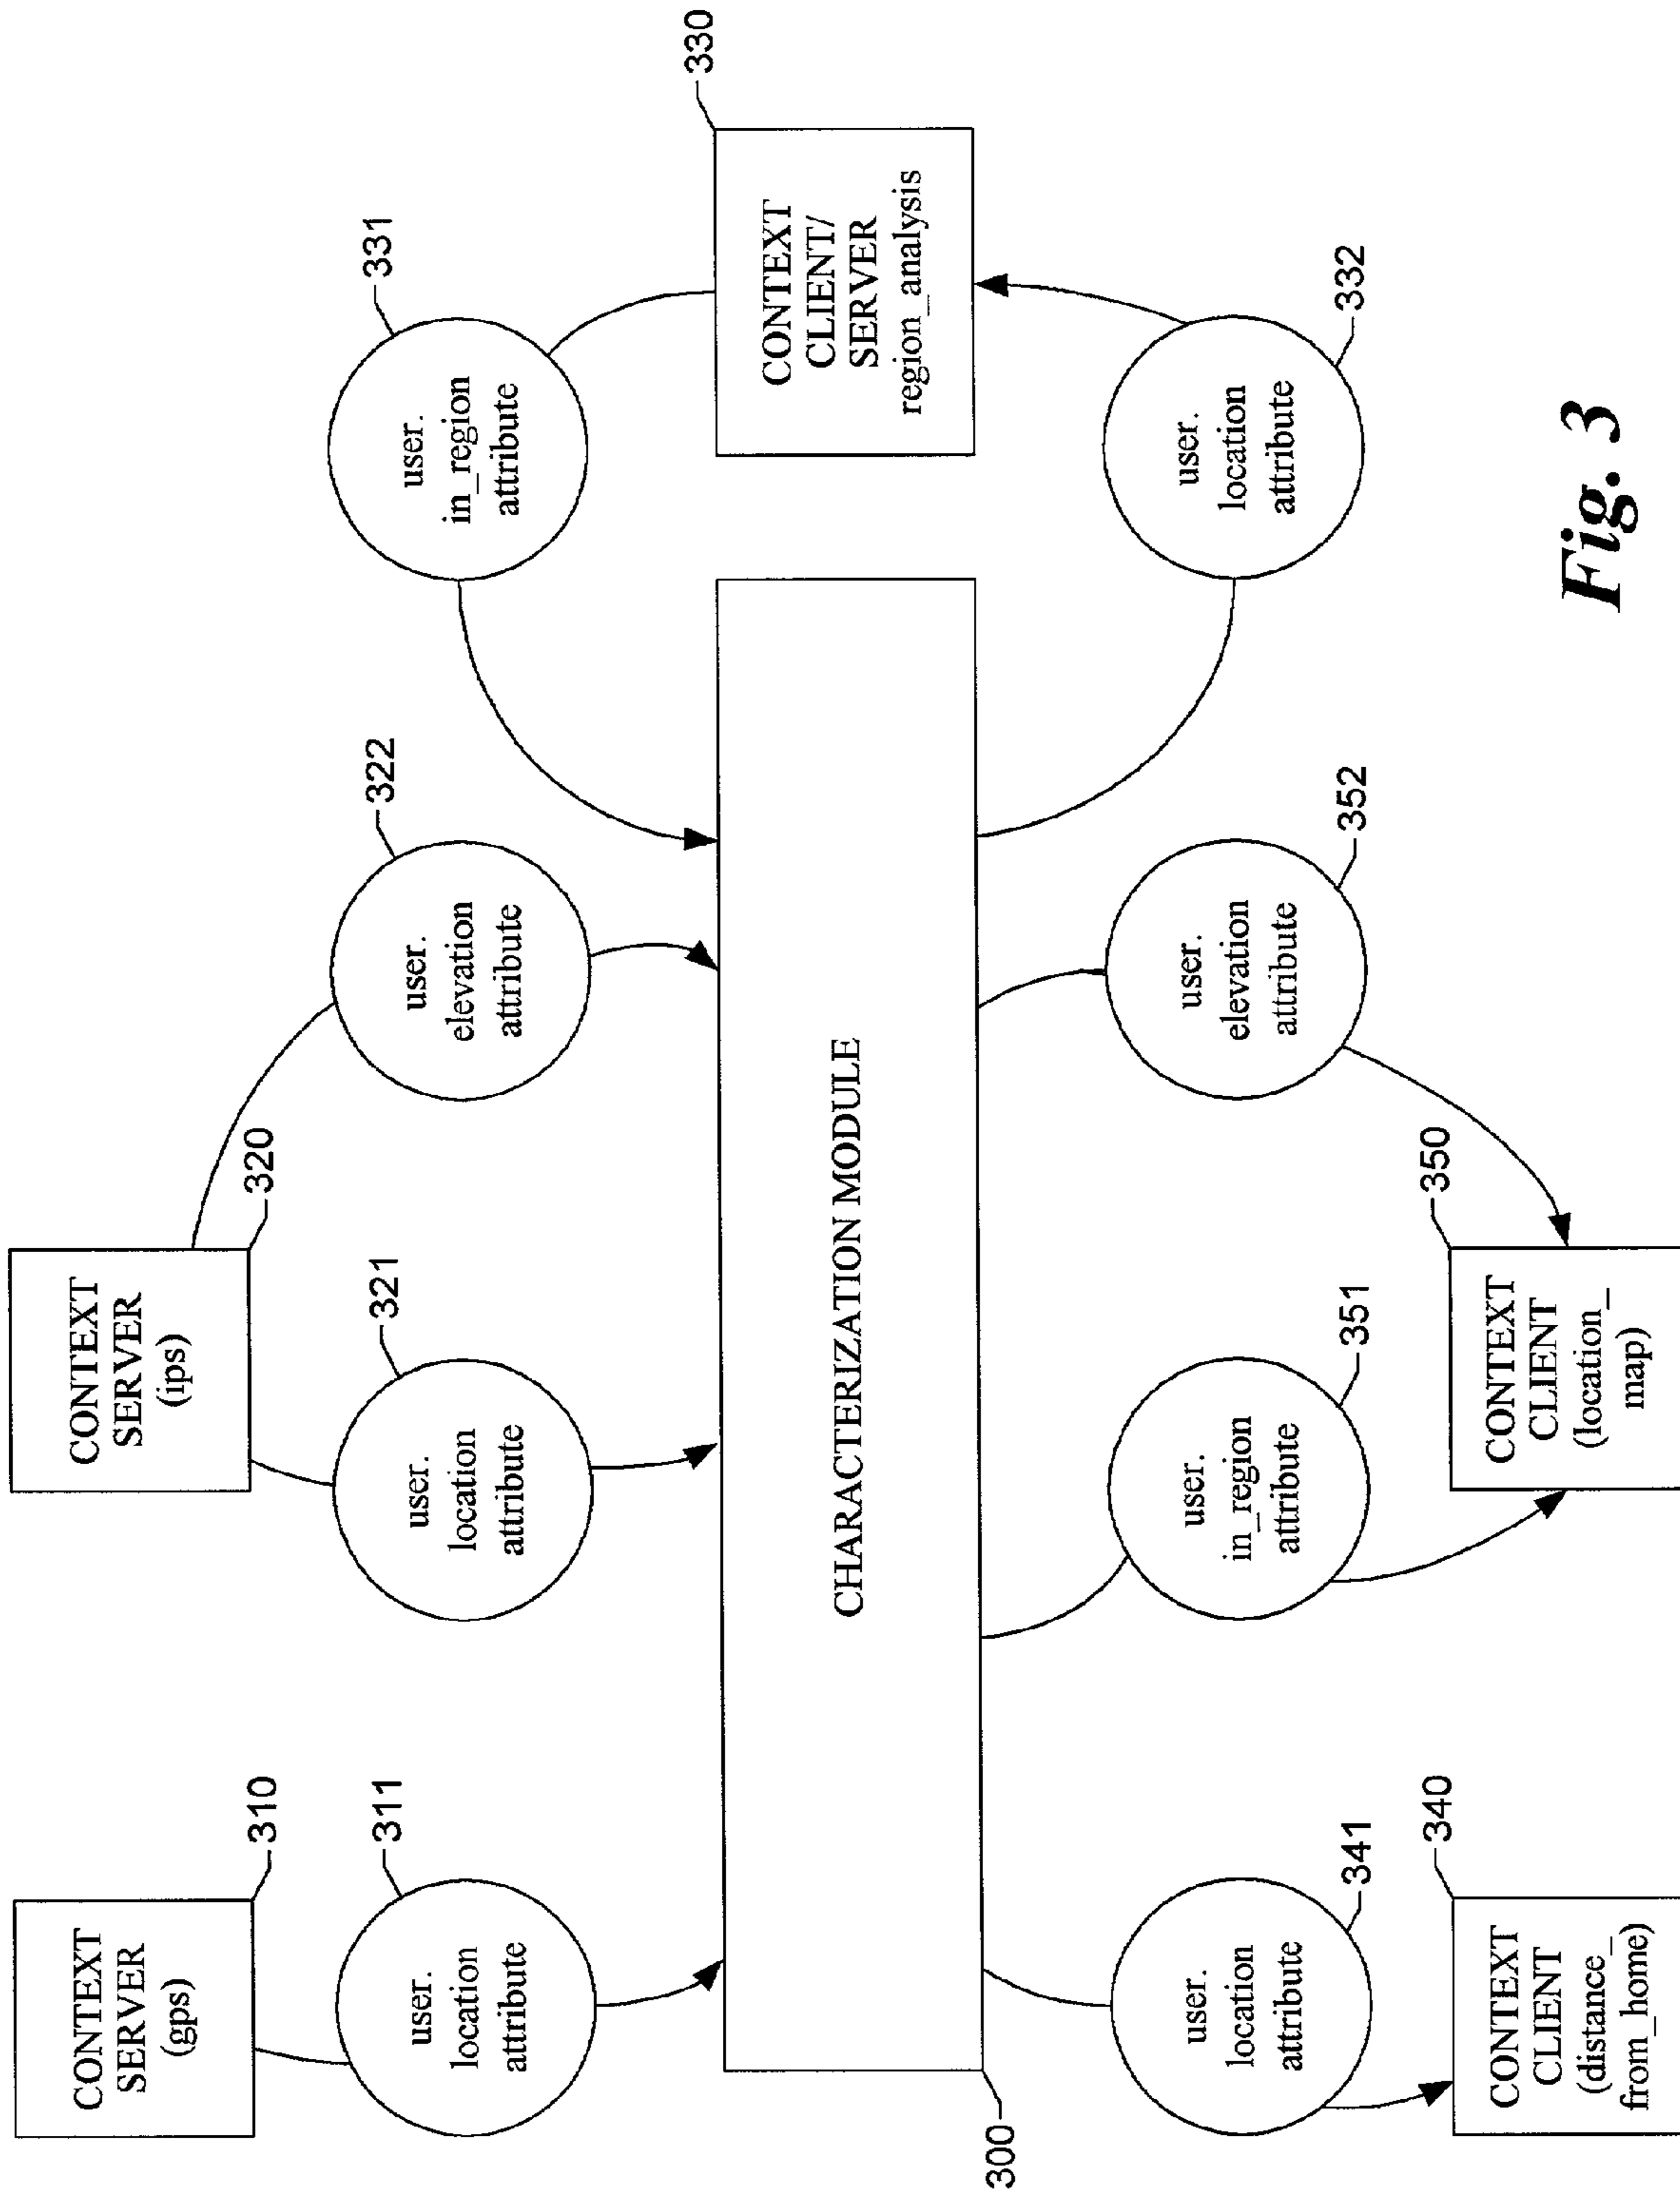 CONTEXT
SERVER
(gps)
310
user.
location
attribute
311
CONTEXT
SERVER
(ips)
320
user.
location
attribute
321
user.
elevation
attribute
322
user.
in_region
attribute
331
CONTEXT
CLIENT/
SERVER
region_analysis
330
CHARACTERIZATION MODULE
300
user.
location
attribute
341
user.
in_region
attribute
351
user.
elevation
attribute
352
user.
location
attribute
332
CONTEXT
CLIENT
(distance_
from_home)
340
CONTEXT
CLIENT
(location_
map)
350
Fig. 3